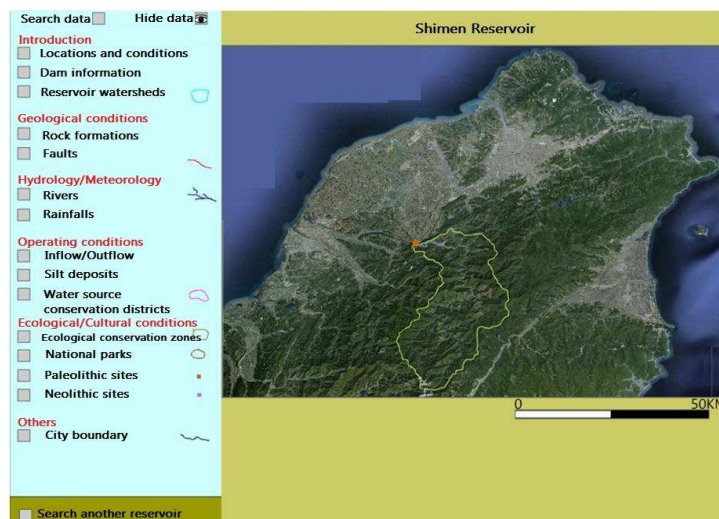 Search data
Hide data
Shimen Reservoir
Introduction
Locations and conditions
Dam information
Reservoir watersheds
Geological conditions
Rock formations
Faults
Hydrology/Meteorology
Rivers
Rainfalls
Operating conditions
Inflow/Outflow
Silt deposits
Water source
conservation districts
Ecological/Cultural conditions
Ecological conservation zones
National parks
Paleolithic sites
Neolithic sites
Others
City boundary
Search another reservoir
0
50KM